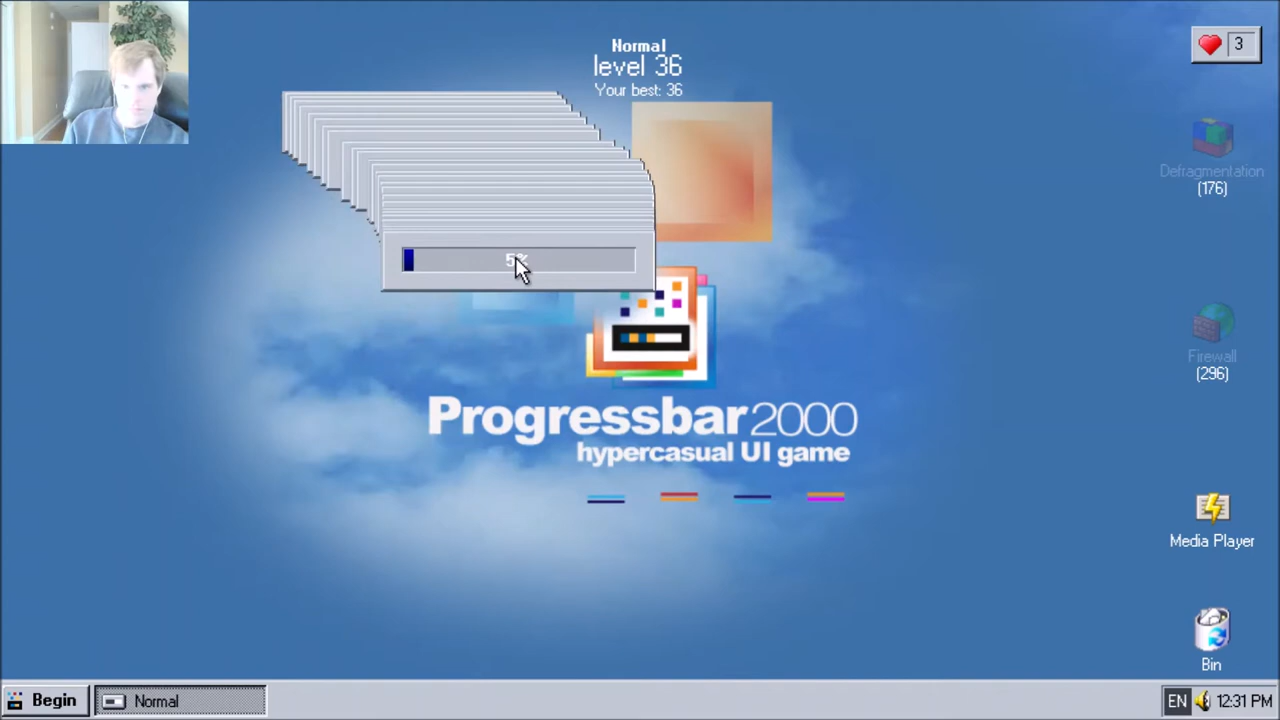 Normal
level 36
Your best: 36
3
Defragmentation
(176)
5%
Firewall
(296)
Progressbar2000
hypercasual UI game
Media Player
Bin
Begin
Normal
EN
12:31 PM